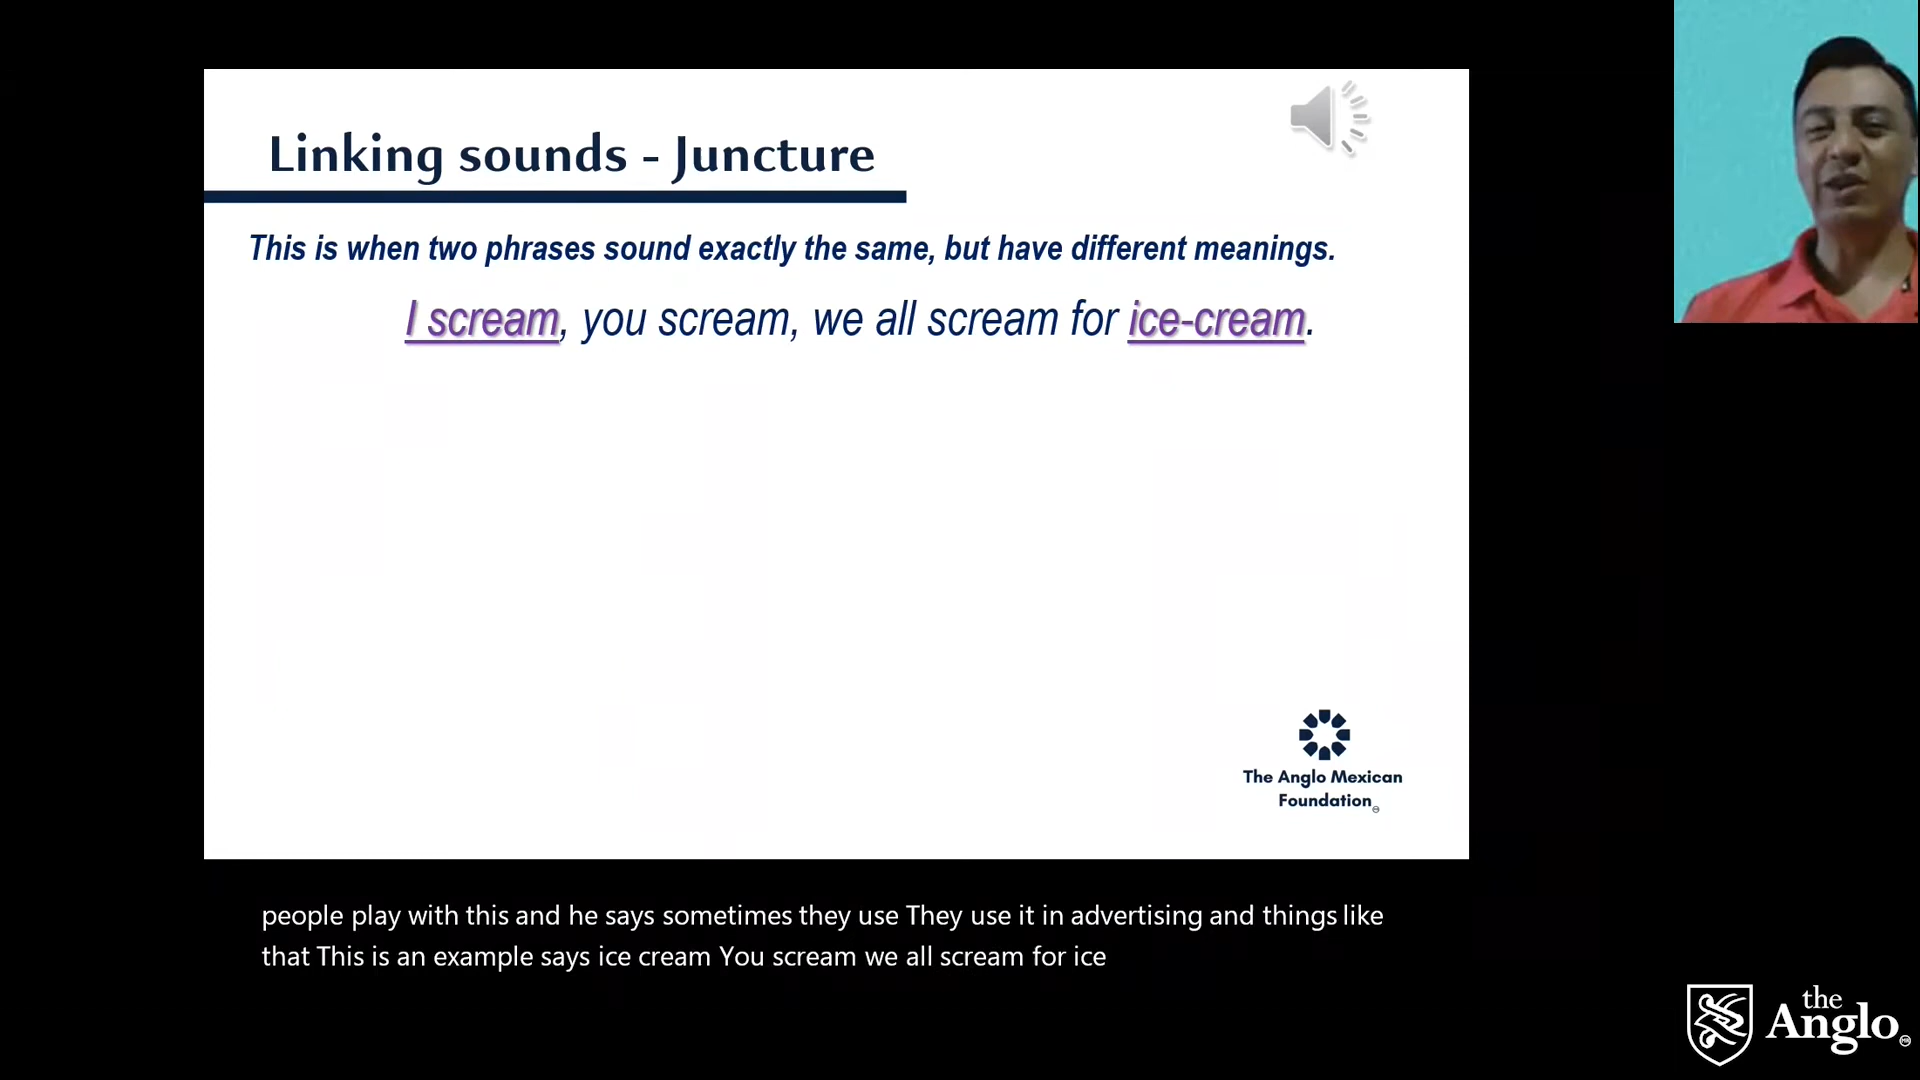 Linking sounds - Juncture
This is when two phrases sound exactly the same, but have different meanings.
I scream, you scream, we all scream for ice-cream.
The Anglo Mexican
Foundation
people play with this and he says sometimes they use They use it in advertising and things like
that This is an example says ice cream You scream we all scream for ice
the
Anglo